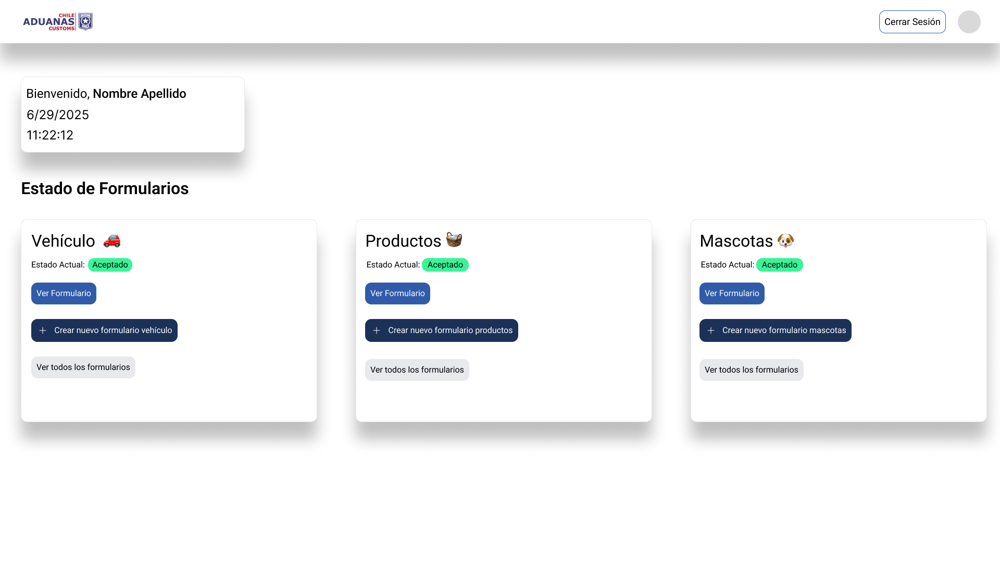 CHILE
ADUANAS
CUSTOMS
Cerrar Sesión
Bienvenido, Nombre Apellido
6/29/2025
11:22:12
Estado de Formularios
Vehículo
Estado Actual: Aceptado
Ver Formulario
Crear nuevo formulario vehículo
Ver todos los formularios
Productos
Estado Actual: Aceptado
Ver Formulario
Crear nuevo formulario productos
Ver todos los formularios
Mascotas
Estado Actual: Aceptado
Ver Formulario
Crear nuevo formulario mascotas
Ver todos los formularios